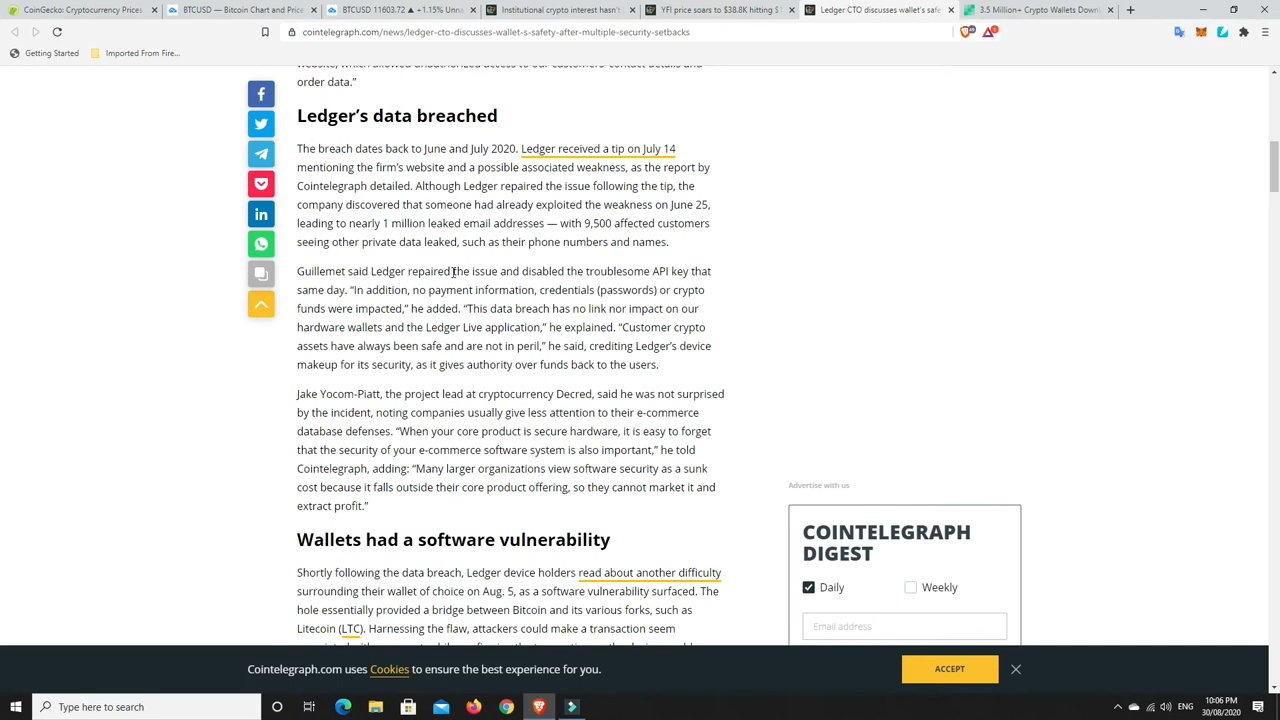 CoinGecko: Cryptocurrency Prices
BTCUSD — Bitcoin Chart and Price
BTCUSD 11603.72 ▲ +1.15% Unna
Institutional crypto interest hasn't
YFI price soars to $38.8K hitting $1
Ledger CTO discusses wallet's safe
3.5 Million+ Crypto Wallets Down
cointelegraph.com/news/ledger-cto-discusses-wallet-s-safety-after-multiple-security-setbacks
Getting Started
Imported From Fire...
website, which allowed unauthorized access to our customers' contact details and
order data.”
Ledger’s data breached
The breach dates back to June and July 2020. Ledger received a tip on July 14
mentioning the firm’s website and a possible associated weakness, as the report by
Cointelegraph detailed. Although Ledger repaired the issue following the tip, the
company discovered that someone had already exploited the weakness on June 25,
leading to nearly 1 million leaked email addresses — with 9,500 affected customers
seeing other private data leaked, such as their phone numbers and names.
Guillemet said Ledger repaired the issue and disabled the troublesome API key that
same day. “In addition, no payment information, credentials (passwords) or crypto
funds were impacted,” he added. “This data breach has no link nor impact on our
hardware wallets and the Ledger Live application,” he explained. “Customer crypto
assets have always been safe and are not in peril,” he said, crediting Ledger’s device
makeup for its security, as it gives authority over funds back to the users.
Jake Yocom-Piatt, the project lead at cryptocurrency Decred, said he was not surprised
by the incident, noting companies usually give less attention to their e-commerce
database defenses. “When your core product is secure hardware, it is easy to forget
that the security of your e-commerce software system is also important,” he told
Cointelegraph, adding: “Many larger organizations view software security as a sunk
cost because it falls outside their core product offering, so they cannot market it and
extract profit.”
Wallets had a software vulnerability
Shortly following the data breach, Ledger device holders read about another difficulty
surrounding their wallet of choice on Aug. 5, as a software vulnerability surfaced. The
hole essentially provided a bridge between Bitcoin and its various forks, such as
Litecoin (LTC). Harnessing the flaw, attackers could make a transaction seem
Advertise with us
COINTELEGRAPH
DIGEST
Daily
Weekly
Email address
Cointelegraph.com uses Cookies to ensure the best experience for you.
ACCEPT
Type here to search
ENG
10:06 PM
30/08/2020